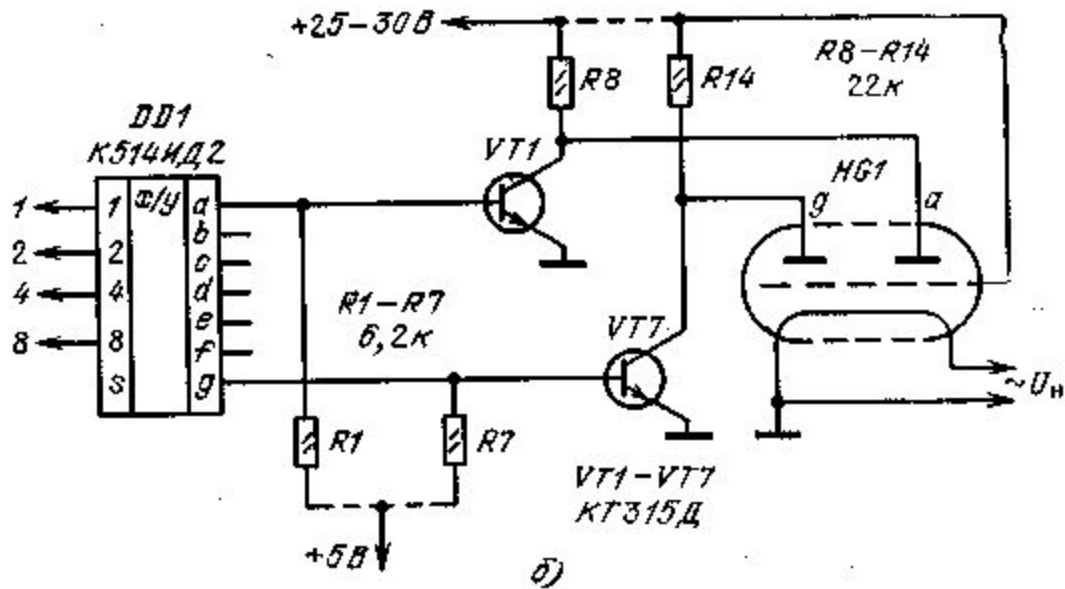 +25–30В
R8
R14
R8–R14
22к
DD1
К514ИД2
VT1
HG1
1 1 x/y a
g a
b
2 2 c
4 4 d
R1–R7
e
6,2к
VT7
8 8 f
s g
~Uн
R1
R7
VT1–VT7
КТ315Д
+5В
б)